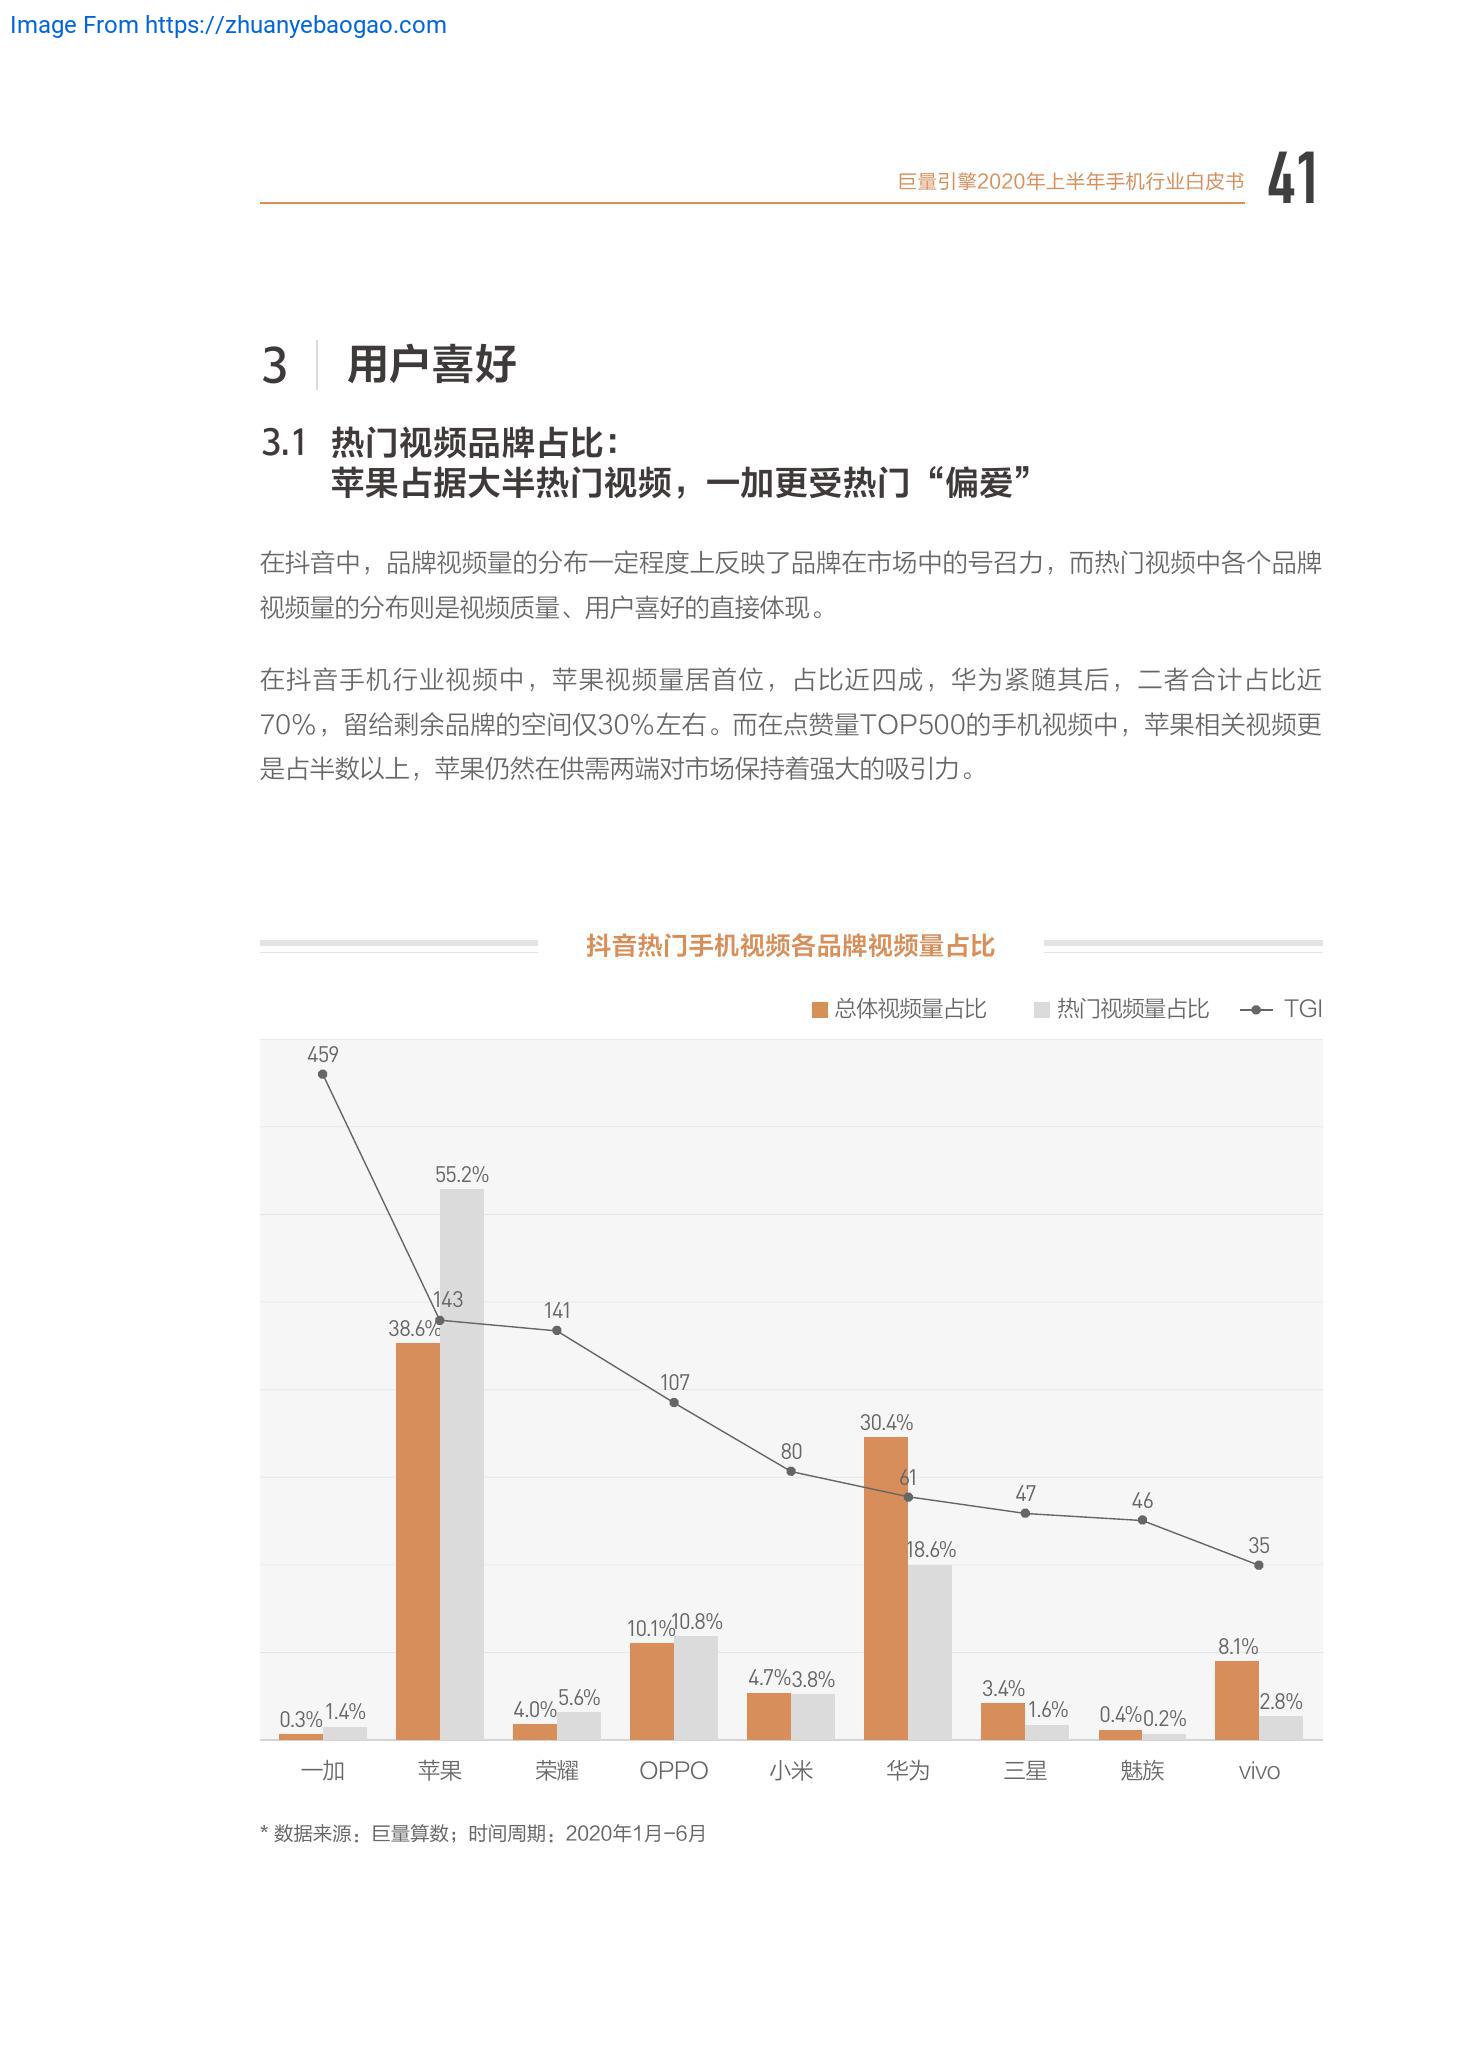 Image From https://zhuanyebaogao.com
巨量引擎2020年上半年手机行业白皮书 41
3 用户喜好
3.1 热门视频品牌占比：
苹果占据大半热门视频，一加更受热门“偏爱”
在抖音中，品牌视频量的分布一定程度上反映了品牌在市场中的号召力，而热门视频中各个品牌
视频量的分布则是视频质量、用户喜好的直接体现。
在抖音手机行业视频中，苹果视频量居首位，占比近四成，华为紧随其后，二者合计占比近
70%，留给剩余品牌的空间仅30%左右。而在点赞量TOP500的手机视频中，苹果相关视频更
是占半数以上，苹果仍然在供需两端对市场保持着强大的吸引力。
抖音热门手机视频各品牌视频量占比
总体视频量占比 热门视频量占比 TGI
459
55.2%
143
141
38.6%
107
30.4%
80
61
47
46
18.6%
35
10.1% 10.8%
8.1%
4.7% 3.8%
3.4%
5.6%
2.8%
4.0%
1.6%
1.4%
0.3%
0.4% 0.2%
一加 苹果 荣耀 OPPO 小米 华为 三星 魅族 vivo
* 数据来源：巨量算数；时间周期：2020年1月-6月